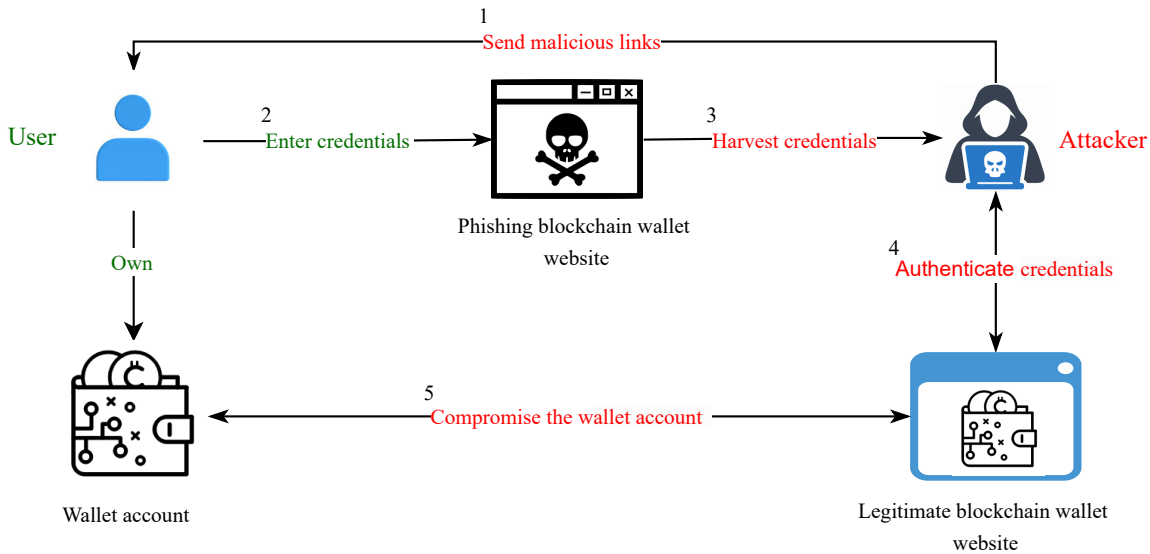 1
Send malicious links
User
2
Enter credentials
3
Harvest credentials
Attacker
Phishing blockchain wallet
website
4
Authenticate credentials
Own
5
Compromise the wallet account
Wallet account
Legitimate blockchain wallet
website